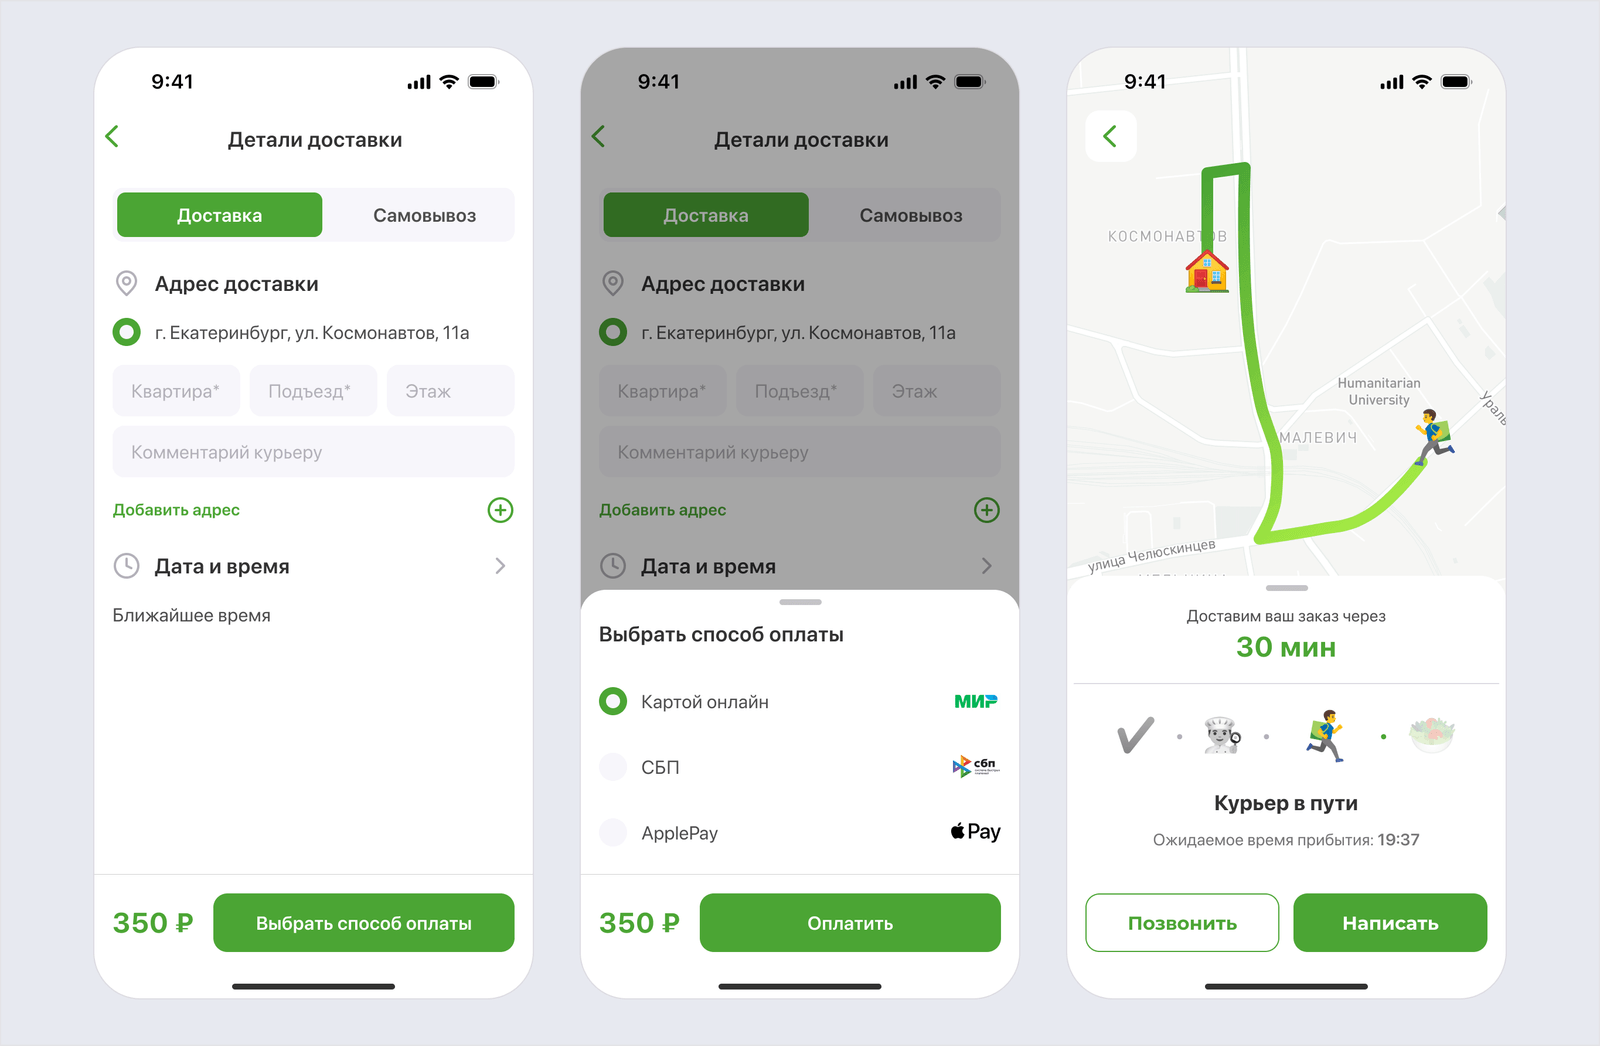 9:41
Детали доставки
Доставка
Самовывоз
Адрес доставки
г. Екатеринбург, ул. Космонавтов, 11а
Квартира*
Подъезд*
Этаж
Комментарий курьеру
Добавить адрес
Дата и время
Ближайшее время
350 ₽
Выбрать способ оплаты
9:41
Детали доставки
Доставка
Самовывоз
Адрес доставки
г. Екатеринбург, ул. Космонавтов, 11а
Квартира*
Подъезд*
Этаж
Комментарий курьеру
Добавить адрес
Дата и время
Выбрать способ оплаты
Картой онлайн
МИР
СБП
сбп
ApplePay
Pay
350 ₽
Оплатить
9:41
КОСМОНАВТОВ
Humanitarian
University
Ураль
МАЛЕВИЧ
улица Челюскинцев
Доставим ваш заказ через
30 мин
Курьер в пути
Ожидаемое время прибытия: 19:37
Позвонить
Написать